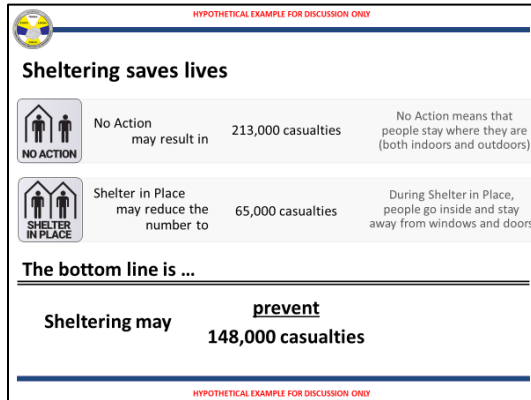 HYPOTHETICAL EXAMPLE FOR DISCUSSION ONLY
Sheltering saves lives
NO ACTION
No Action
may result in
213,000 casualties
No Action means that
people stay where they are
(both indoors and outdoors)
SHELTER
IN PLACE
Shelter in Place
may reduce the
number to
65,000 casualties
During Shelter in Place,
people go inside and stay
away from windows and doors
The bottom line is ...
Sheltering may
prevent
148,000 casualties
HYPOTHETICAL EXAMPLE FOR DISCUSSION ONLY